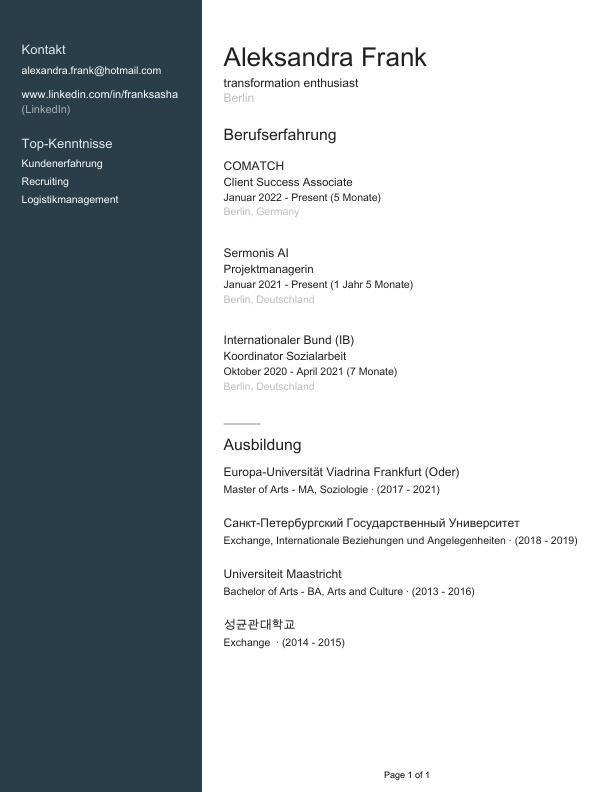 Kontakt
alexandra.frank@hotmail.com
www.linkedin.com/in/franksasha
(LinkedIn)
Top-Kenntnisse
Kundenerfahrung
Recruiting
Logistikmanagement
Aleksandra Frank
transformation enthusiast
Berlin
Berufserfahrung
COMATCH
Client Success Associate
Januar 2022 - Present (5 Monate)
Berlin, Germany
Sermonis AI
Projektmanagerin
Januar 2021 - Present (1 Jahr 5 Monate)
Berlin, Deutschland
Internationaler Bund (IB)
Koordinator Sozialarbeit
Oktober 2020 - April 2021 (7 Monate)
Berlin, Deutschland
Ausbildung
Europa-Universität Viadrina Frankfurt (Oder)
Master of Arts - MA, Soziologie · (2017 - 2021)
Санкт-Петербургский Государственный Университет
Exchange, Internationale Beziehungen und Angelegenheiten · (2018 - 2019)
Universiteit Maastricht
Bachelor of Arts - BA, Arts and Culture · (2013 - 2016)
성균관대학교
Exchange · (2014 - 2015)
Page 1 of 1